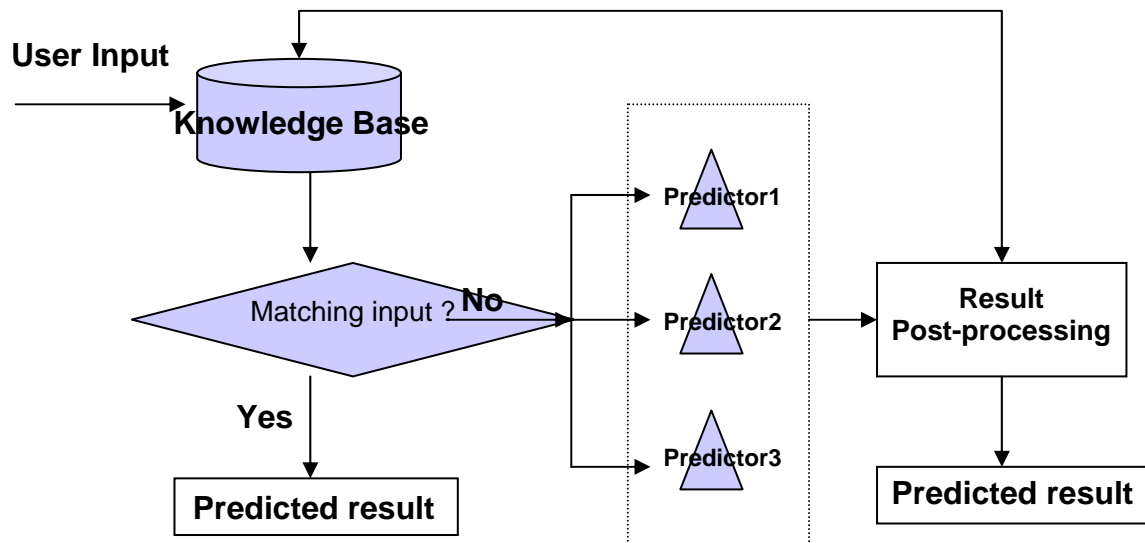 User Input
Knowledge Base
Matching input ?
No
Yes
Predicted result
Predictor1
Predictor2
Predictor3
Result
Post-processing
Predicted result